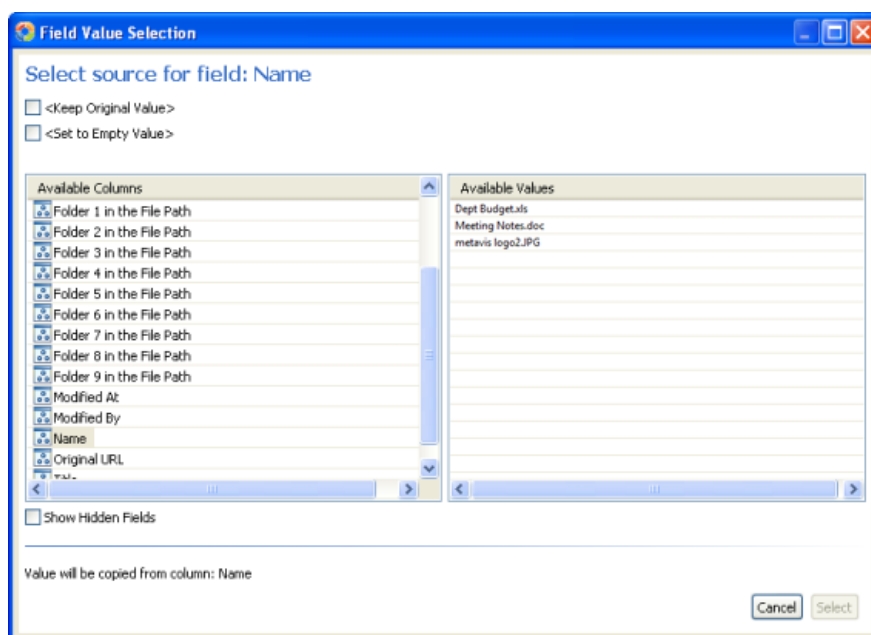 Field Value Selection
Select source for field: Name
<Keep Original Value>
<Set to Empty Value>
Available Columns
Folder 1 in the File Path
Folder 2 in the File Path
Folder 3 in the File Path
Folder 4 in the File Path
Folder 5 in the File Path
Folder 6 in the File Path
Folder 7 in the File Path
Folder 8 in the File Path
Folder 9 in the File Path
Modified At
Modified By
Name
Original URL
Title
Available Values
Dept Budget.xls
Meeting Notes.doc
metavis logo2.JPG
Show Hidden Fields
Value will be copied from column: Name
Cancel
Select